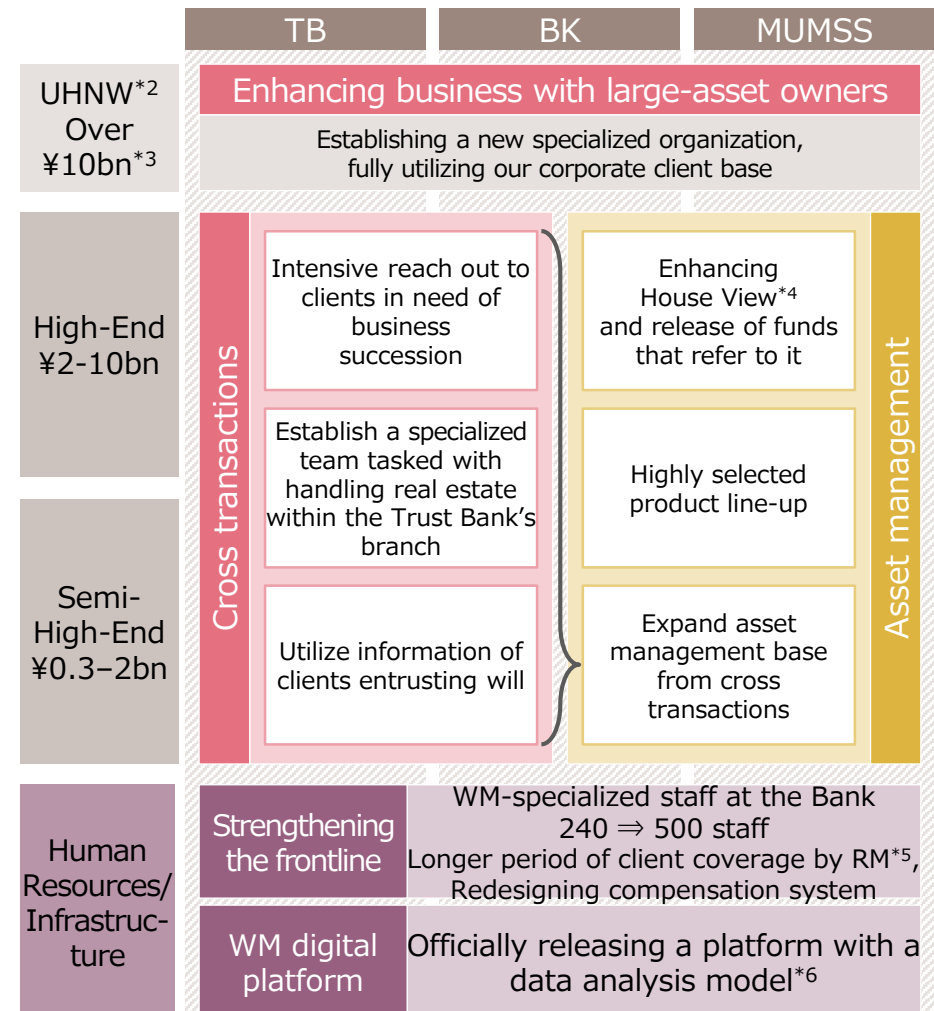 TB
BK
MUMSS
UHNW*2
Over
¥10bn*3
Enhancing business with large-asset owners
Establishing a new specialized organization,
fully utilizing our corporate client base
High-End
¥2-10bn
Semi-
High-End
¥0.3–2bn
Cross transactions
Intensive reach out to
clients in need of
business
succession
Establish a specialized
team tasked with
handling real estate
within the Trust Bank’s
branch
Utilize information of
clients entrusting will
Enhancing
House View*4
and release of funds
that refer to it
Highly selected
product line-up
Expand asset
management base
from cross
transactions
Asset management
Human
Resources/
Infrastruc-
ture
Strengthening
the frontline
WM-specialized staff at the Bank
240 ⇒ 500 staff
Longer period of client coverage by RM*5,
Redesigning compensation system
WM digital
platform
Officially releasing a platform with a
data analysis model*6